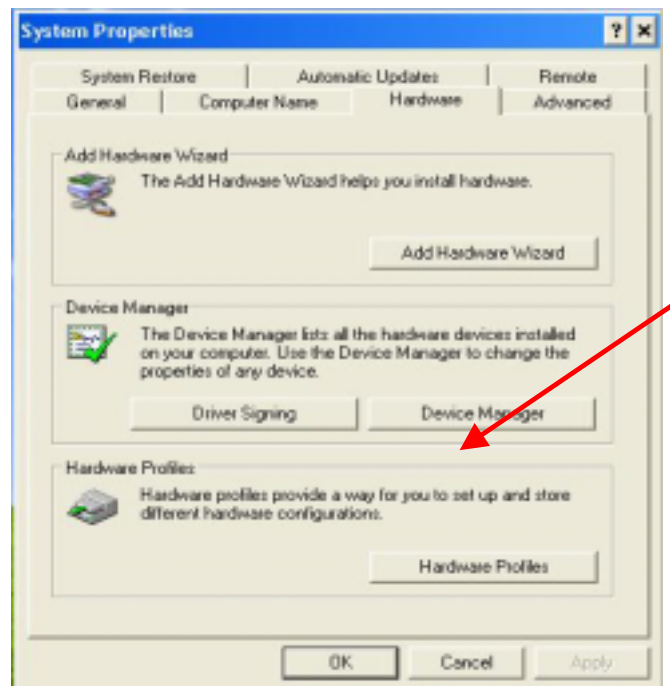 System Properties
System Restore Automatic Updates Remote
General Computer Name Hardware Advanced
Add Hardware Wizard
The Add Hardware Wizard helps you install hardware.
Add Hardware Wizard
Device Manager
The Device Manager lists all the hardware devices installed
on your computer. Use the Device Manager to change the
properties of any device.
Driver Signing Device Manager
Hardware Profiles
Hardware profiles provide a way for you to set up and store
different hardware configurations.
Hardware Profiles
OK Cancel Apply